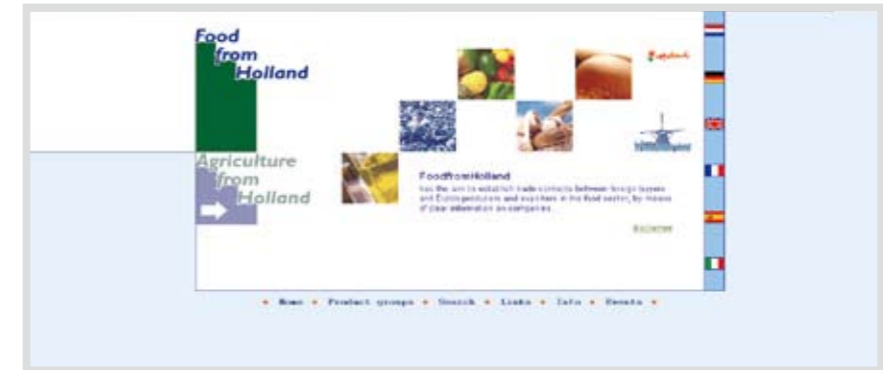 Food
from
Holland
Agriculture
from
Holland
FoodfromHolland
has the aim to establish trade contacts between foreign buyers
and Dutch producers and exporters in the food sector, by means
of clear information on companies.
Home Product groups Search Links Info Events